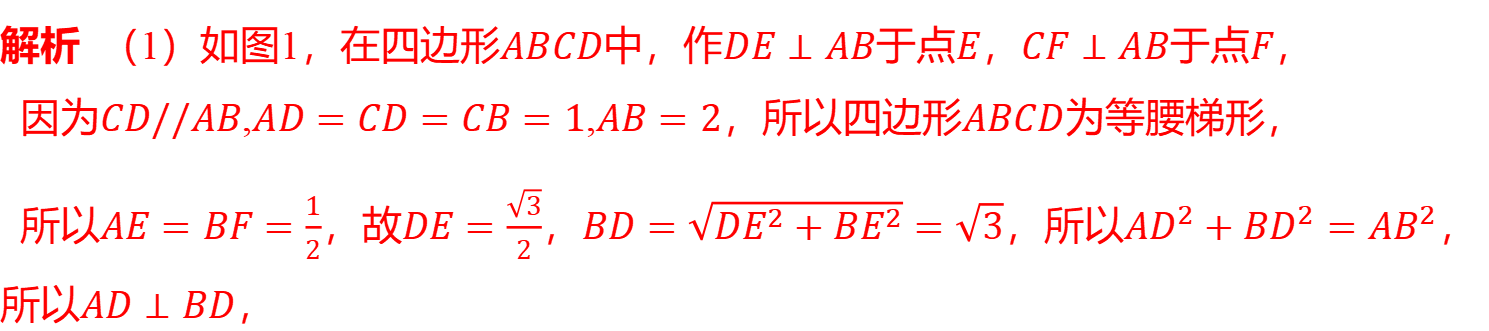 解析 （1）如图1，在四边形ABCD中，作DE ⊥ AB于点E，CF ⊥ AB于点F，
因为CD//AB,AD = CD = CB = 1,AB = 2，所以四边形ABCD为等腰梯形，
所以AE = BF = 1/2，故DE = √3/2，BD = √(DE² + BE²) = √3，所以AD² + BD² = AB²，
所以AD ⊥ BD，